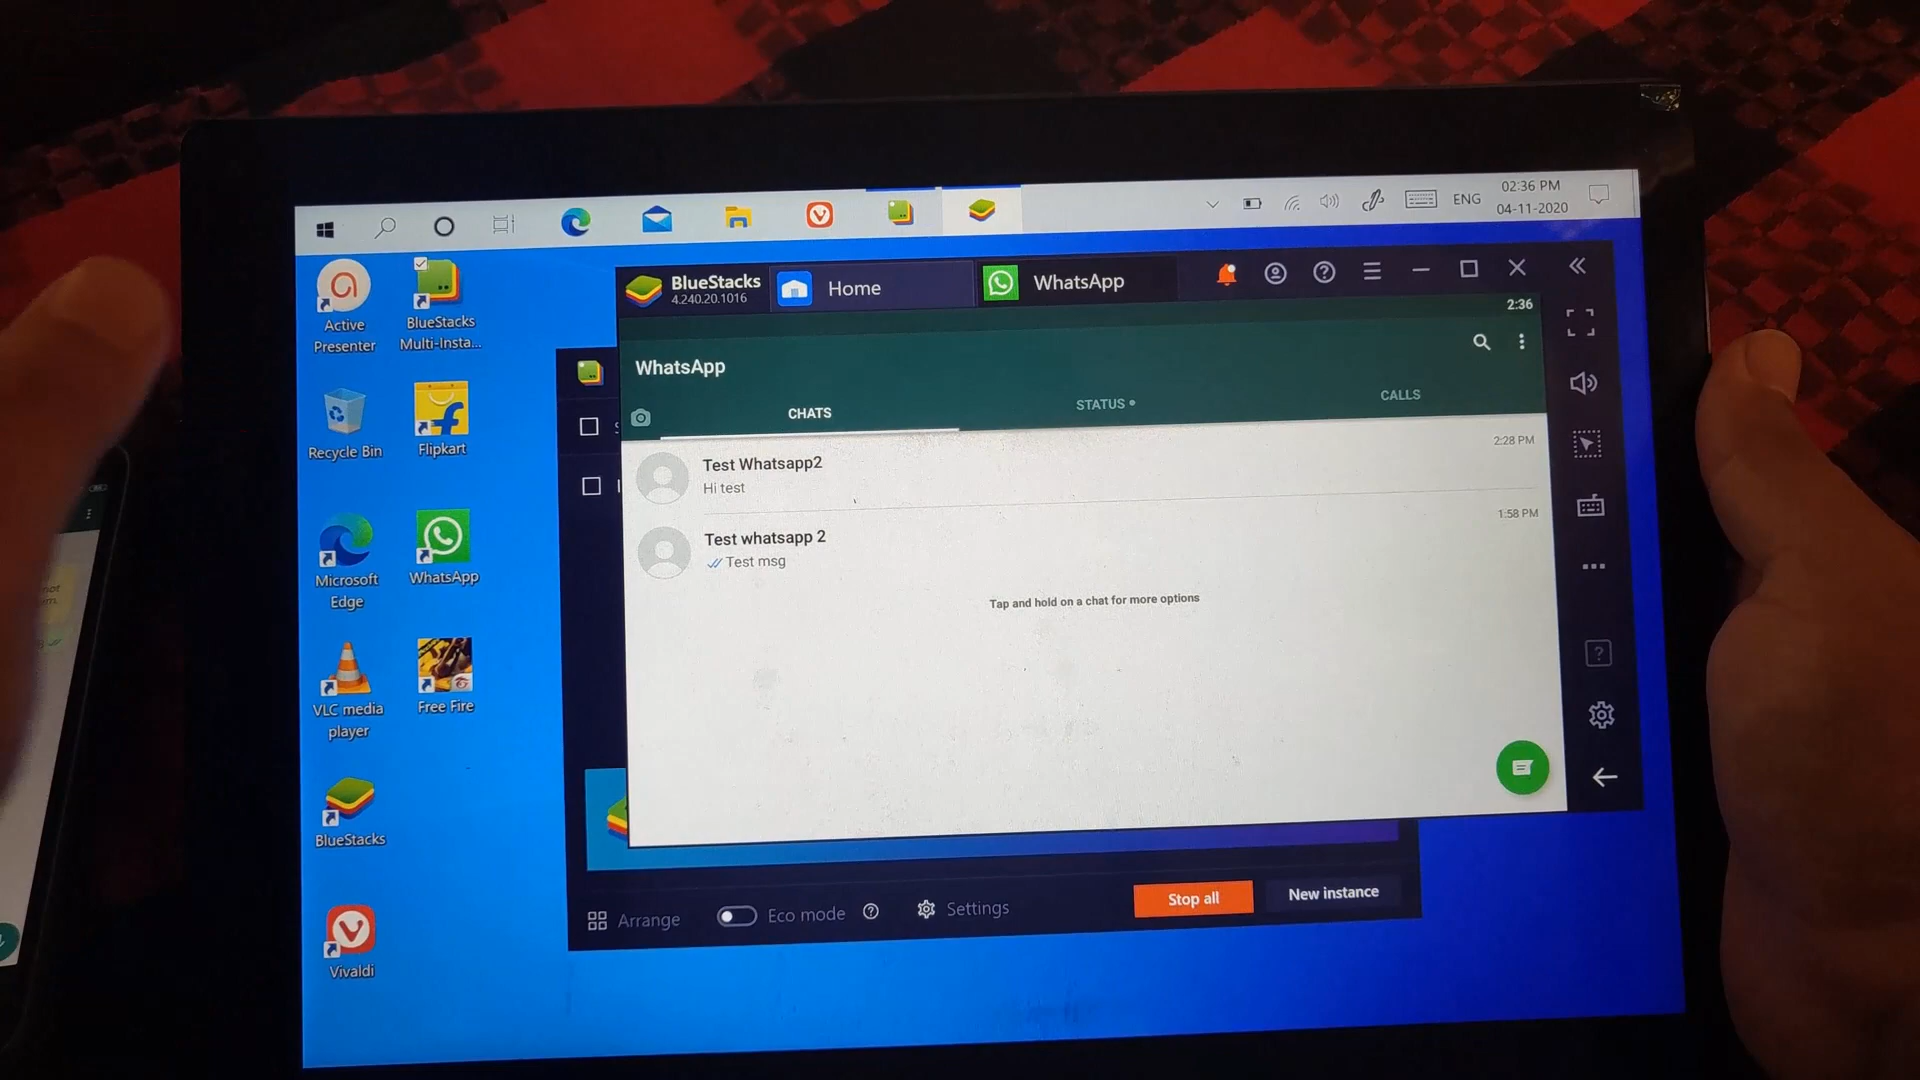 ENG
02:36 PM
04-11-2020
Active
Presenter
BlueStacks
Multi-Insta...
Recycle Bin
Flipkart
Microsoft
Edge
WhatsApp
VLC media
player
Free Fire
BlueStacks
Vivaldi
BlueStacks
4.240.20.1016
Home
WhatsApp
2:36
WhatsApp
CHATS
STATUS
CALLS
Test Whatsapp2
2:28 PM
Hi test
Test whatsapp 2
1:58 PM
Test msg
Tap and hold on a chat for more options
Arrange
Eco mode
Settings
Stop all
New instance